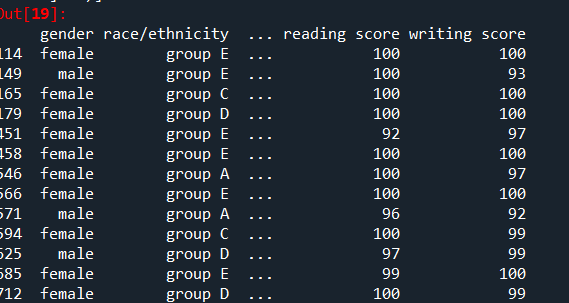 Out[19]:
gender race/ethnicity ... reading score writing score
114 female group E ... 100 100
149 male group E ... 100 93
165 female group C ... 100 100
179 female group D ... 100 100
451 female group E ... 92 97
458 female group E ... 100 100
546 female group A ... 100 97
566 female group E ... 100 100
571 male group A ... 96 92
594 female group C ... 100 99
625 male group D ... 97 99
685 female group E ... 99 100
712 female group D ... 100 99